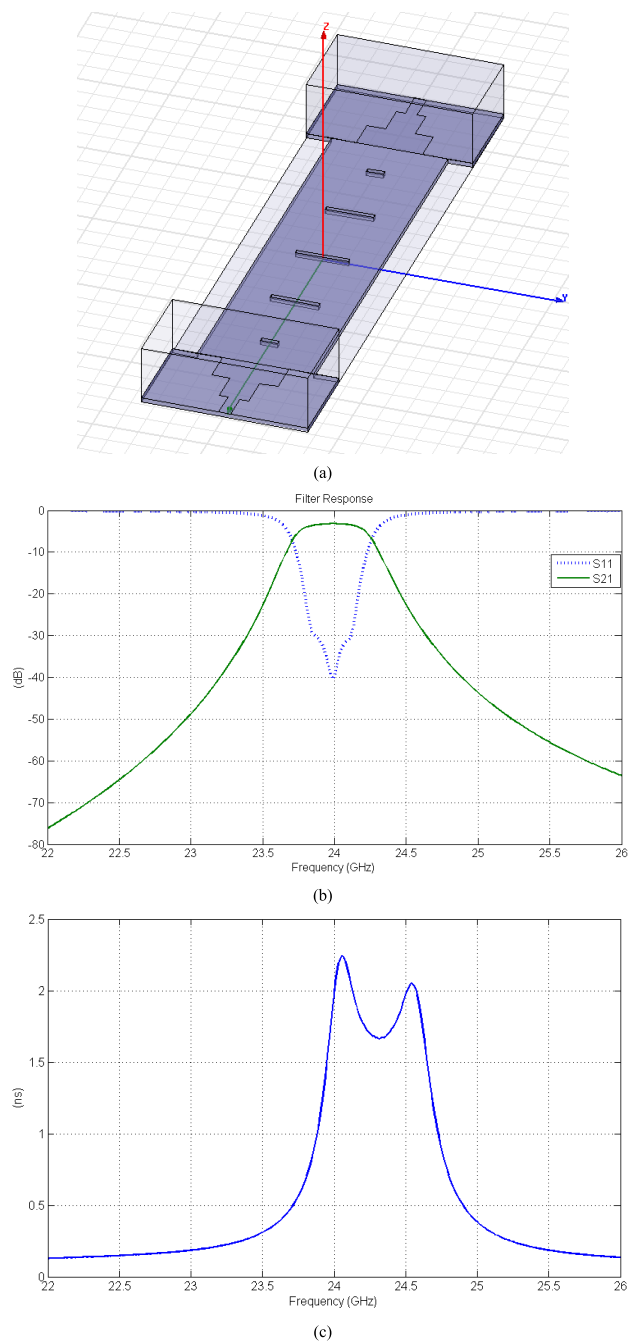 Z
Y
(a)
Filter Response
0
-10
-20
-30
-40
-50
-60
-70
-80
(dB)
S11
S21
22 22.5 23 23.5 24 24.5 25 25.5 26
Frequency (GHz)
(b)
2.5
2
1.5
1
0.5
0
(ns)
22 22.5 23 23.5 24 24.5 25 25.5 26
Frequency (GHz)
(c)